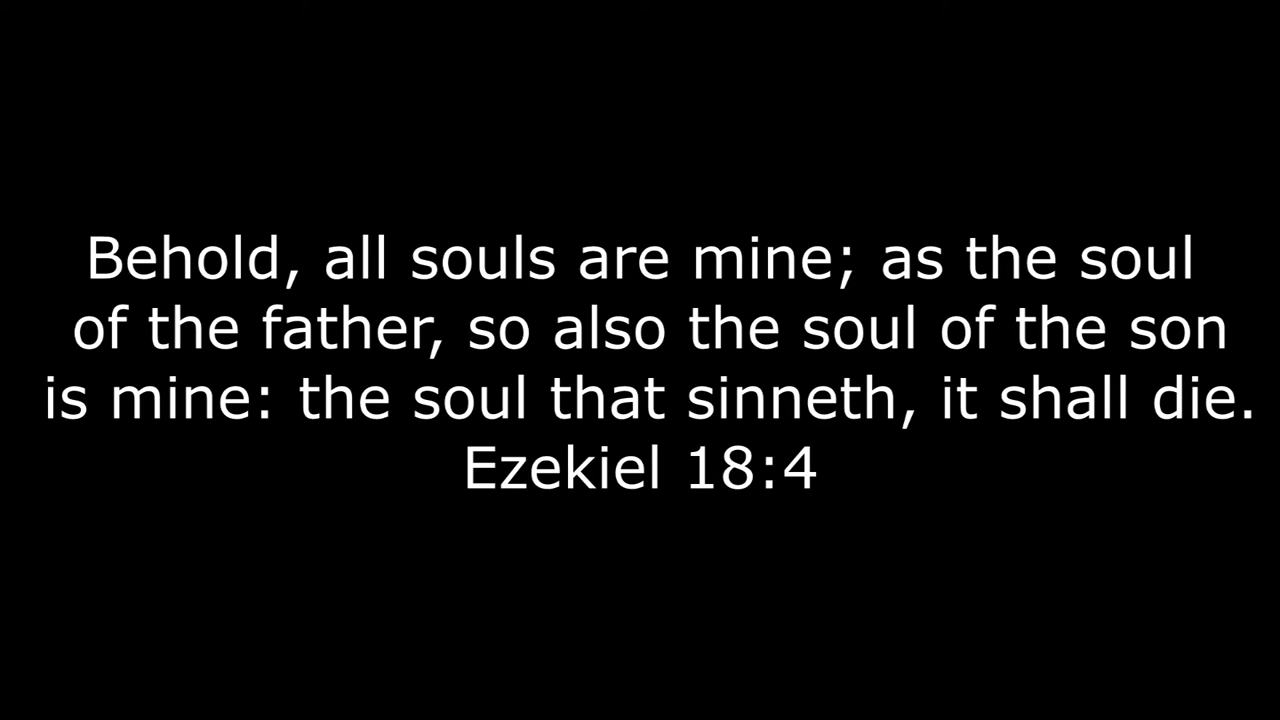 Behold, all souls are mine; as the soul
of the father, so also the soul of the son
is mine: the soul that sinneth, it shall die.
Ezekiel 18:4